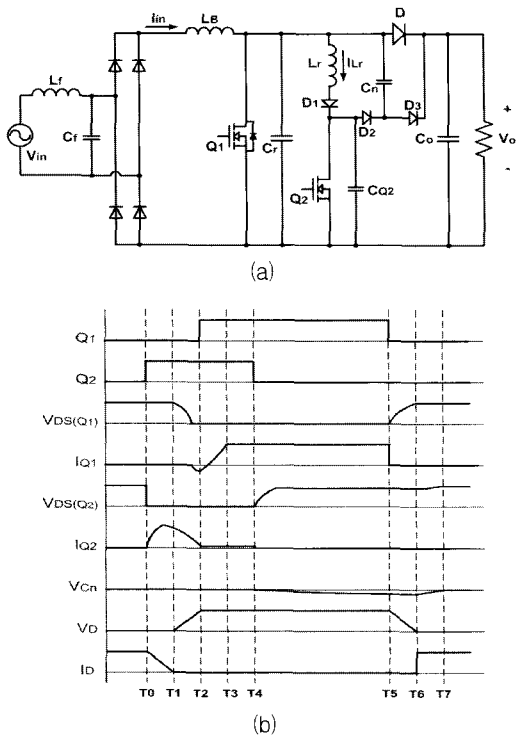 Iin
LB
D
Lf
Lr
ILr
Cn
D1
D2
D3
Vin
Cf
Q1
Cr
Q2
CQ2
Co
+
Vo
-
(a)
Q1
Q2
VDS(Q1)
IQ1
VDS(Q2)
IQ2
VCn
VD
ID
T0 T1 T2 T3 T4 T5 T6 T7
(b)